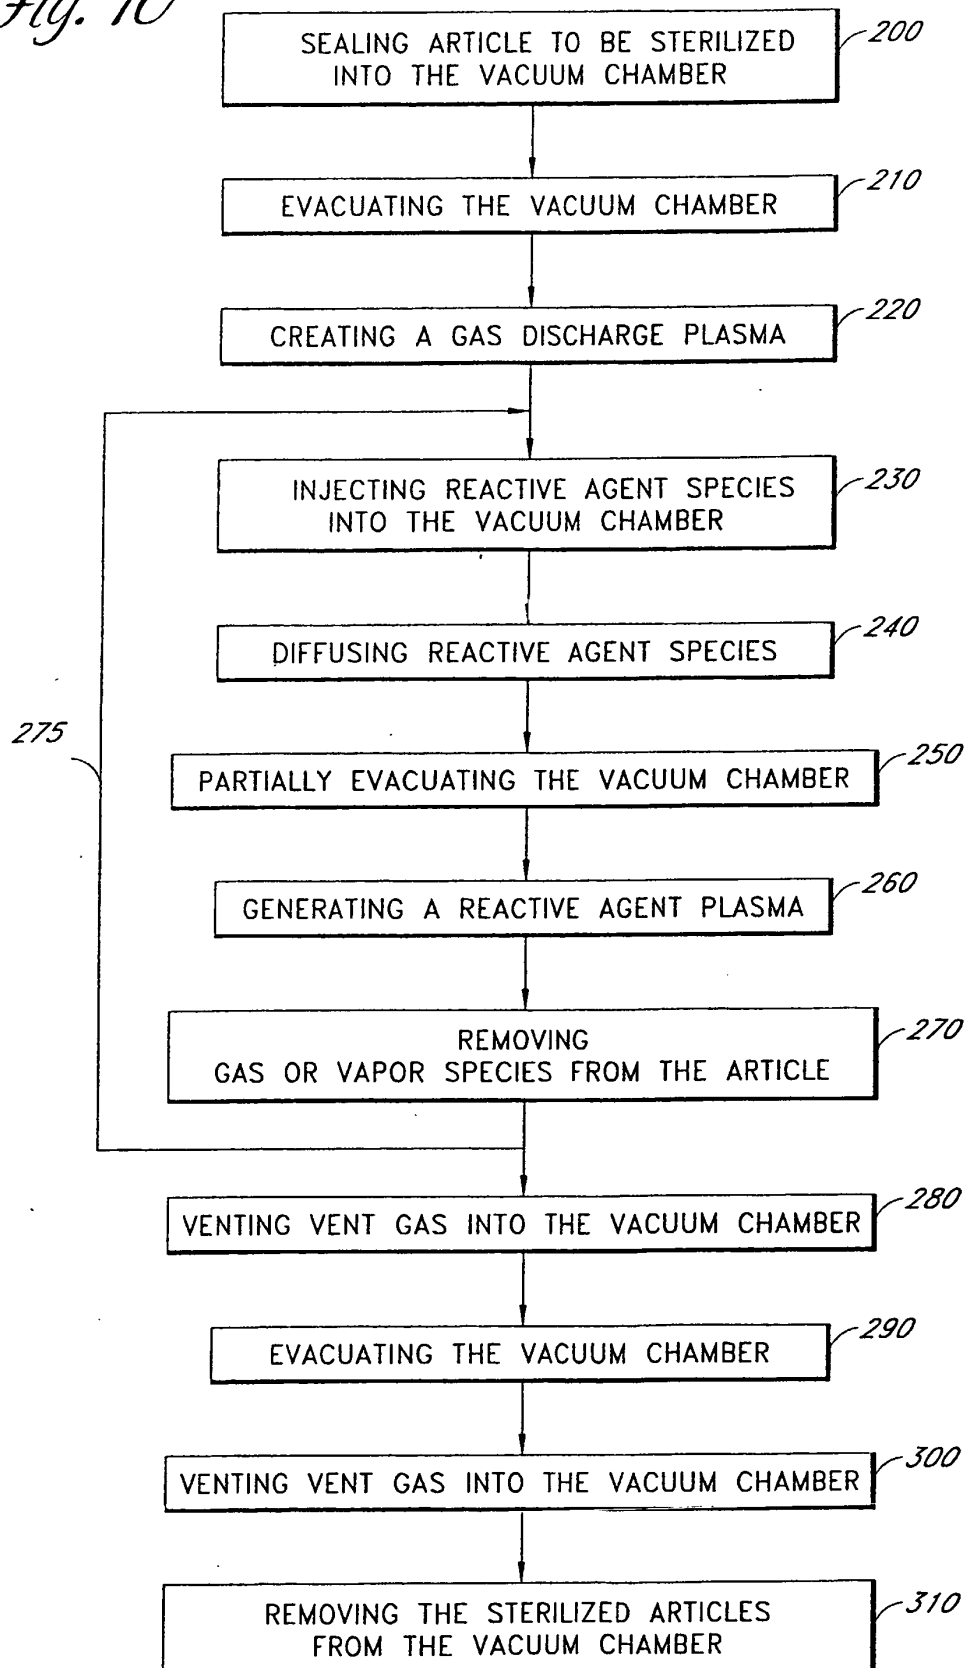 Fig. 10
SEALING ARTICLE TO BE STERILIZED
INTO THE VACUUM CHAMBER
200
EVACUATING THE VACUUM CHAMBER
210
CREATING A GAS DISCHARGE PLASMA
220
INJECTING REACTIVE AGENT SPECIES
INTO THE VACUUM CHAMBER
230
DIFFUSING REACTIVE AGENT SPECIES
240
275
PARTIALLY EVACUATING THE VACUUM CHAMBER
250
GENERATING A REACTIVE AGENT PLASMA
260
REMOVING
GAS OR VAPOR SPECIES FROM THE ARTICLE
270
VENTING VENT GAS INTO THE VACUUM CHAMBER
280
EVACUATING THE VACUUM CHAMBER
290
VENTING VENT GAS INTO THE VACUUM CHAMBER
300
REMOVING THE STERILIZED ARTICLES
FROM THE VACUUM CHAMBER
310